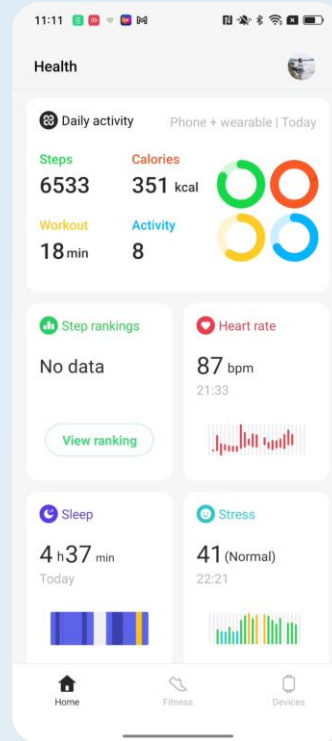 11:11
Health
Daily activity
Phone + wearable | Today
Steps
Calories
6533
351 kcal
Workout
Activity
18 min
8
Step rankings
No data
View ranking
Heart rate
87 bpm
21:33
Sleep
4 h 37 min
Today
Stress
41 (Normal)
22:21
Home
Fitness
Devices